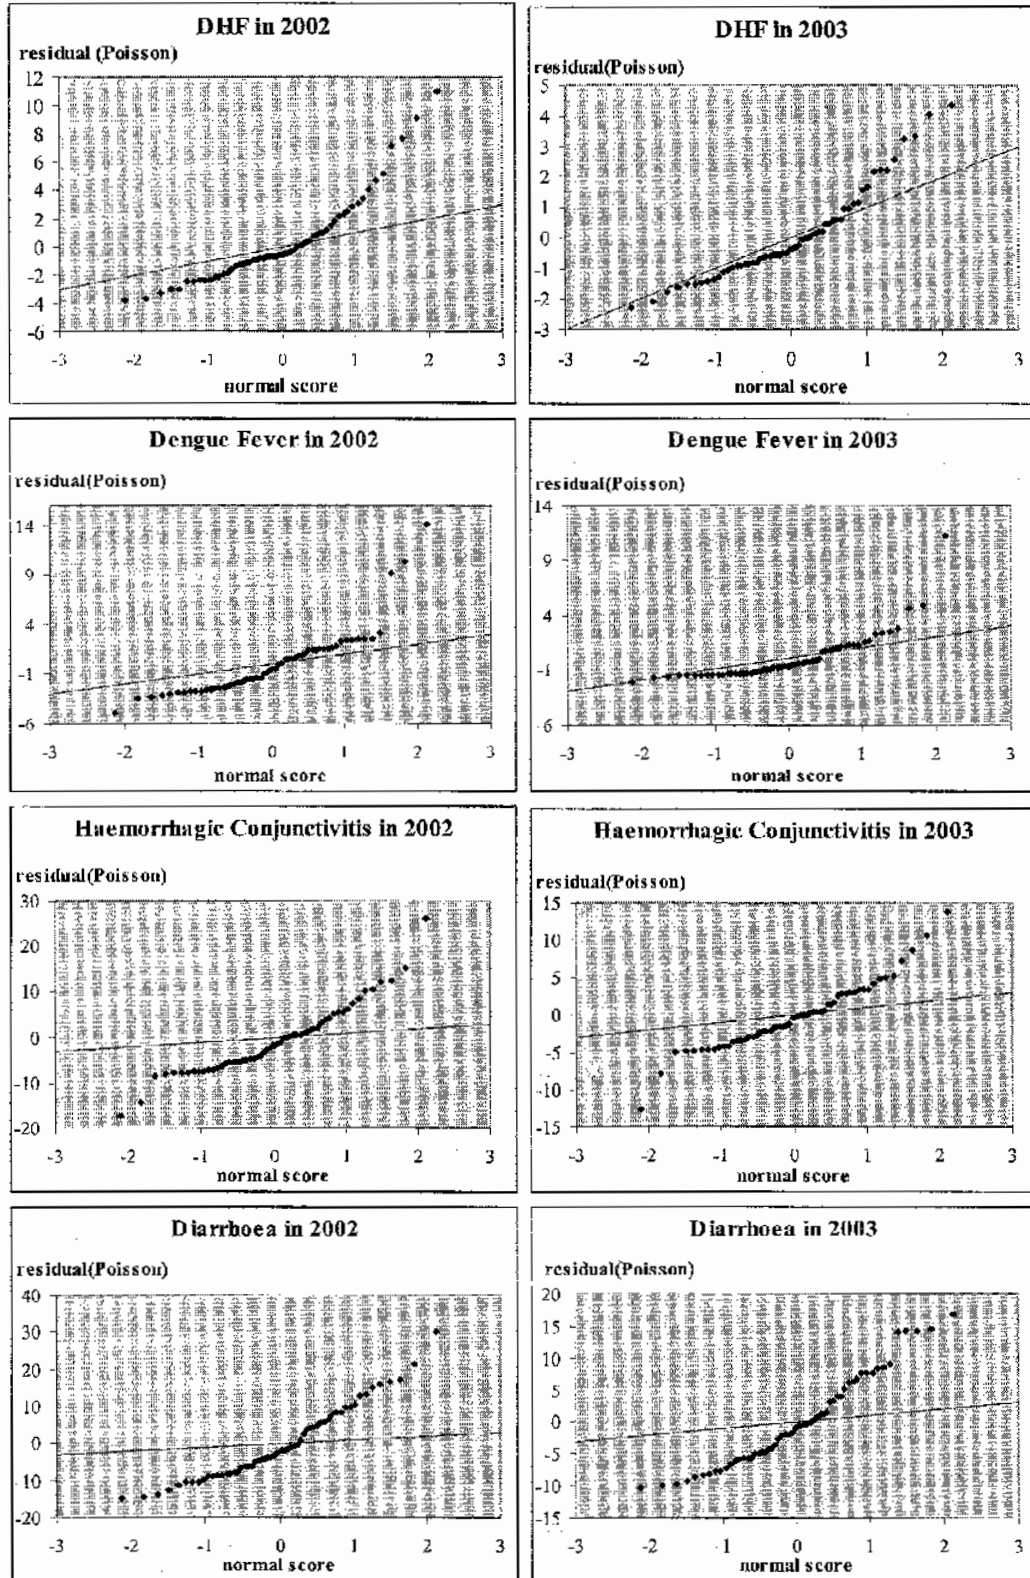 DHF in 2002
residual (Poisson)
12
10
8
6
4
2
0
-2
-4
-6
-3 -2 -1 0 1 2 3
normal score
DHF in 2003
residual(Poisson)
5
4
3
2
1
0
-1
-2
-3
-3 -2 -1 0 1 2 3
normal score
Dengue Fever in 2002
residual(Poisson)
14
9
4
-1
-6
-3 -2 -1 0 1 2 3
normal score
Dengue Fever in 2003
residual(Poisson)
14
9
4
-1
-6
-3 -2 -1 0 1 2 3
normal score
Haemorrhagic Conjunctivitis in 2002
residual(Poisson)
30
20
10
0
-10
-20
-3 -2 -1 0 1 2 3
normal score
Haemorrhagic Conjunctivitis in 2003
residual(Poisson)
15
10
5
0
-5
-10
-15
-3 -2 -1 0 1 2 3
normal score
Diarrhoea in 2002
residual(Poisson)
40
30
20
10
0
-10
-20
-3 -2 -1 0 1 2 3
normal score
Diarrhoea in 2003
residual(Poisson)
20
15
10
5
0
-5
-10
-15
-3 -2 -1 0 1 2 3
normal score